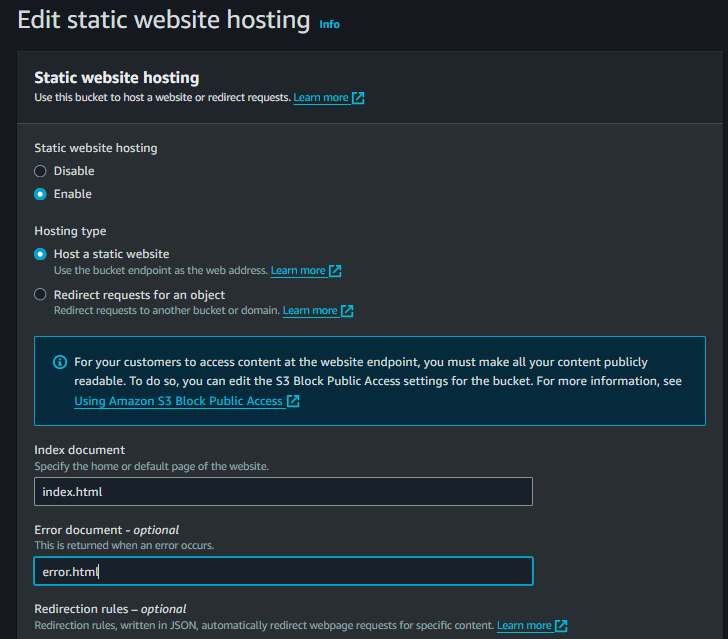 Edit static website hosting Info
Static website hosting
Use this bucket to host a website or redirect requests. Learn more
Static website hosting
Disable
Enable
Hosting type
Host a static website
Use the bucket endpoint as the web address. Learn more
Redirect requests for an object
Redirect requests to another bucket or domain. Learn more
For your customers to access content at the website endpoint, you must make all your content publicly
readable. To do so, you can edit the S3 Block Public Access settings for the bucket. For more information, see
Using Amazon S3 Block Public Access
Index document
Specify the home or default page of the website.
index.html
Error document - optional
This is returned when an error occurs.
error.html
Redirection rules – optional
Redirection rules, written in JSON, automatically redirect webpage requests for specific content. Learn more